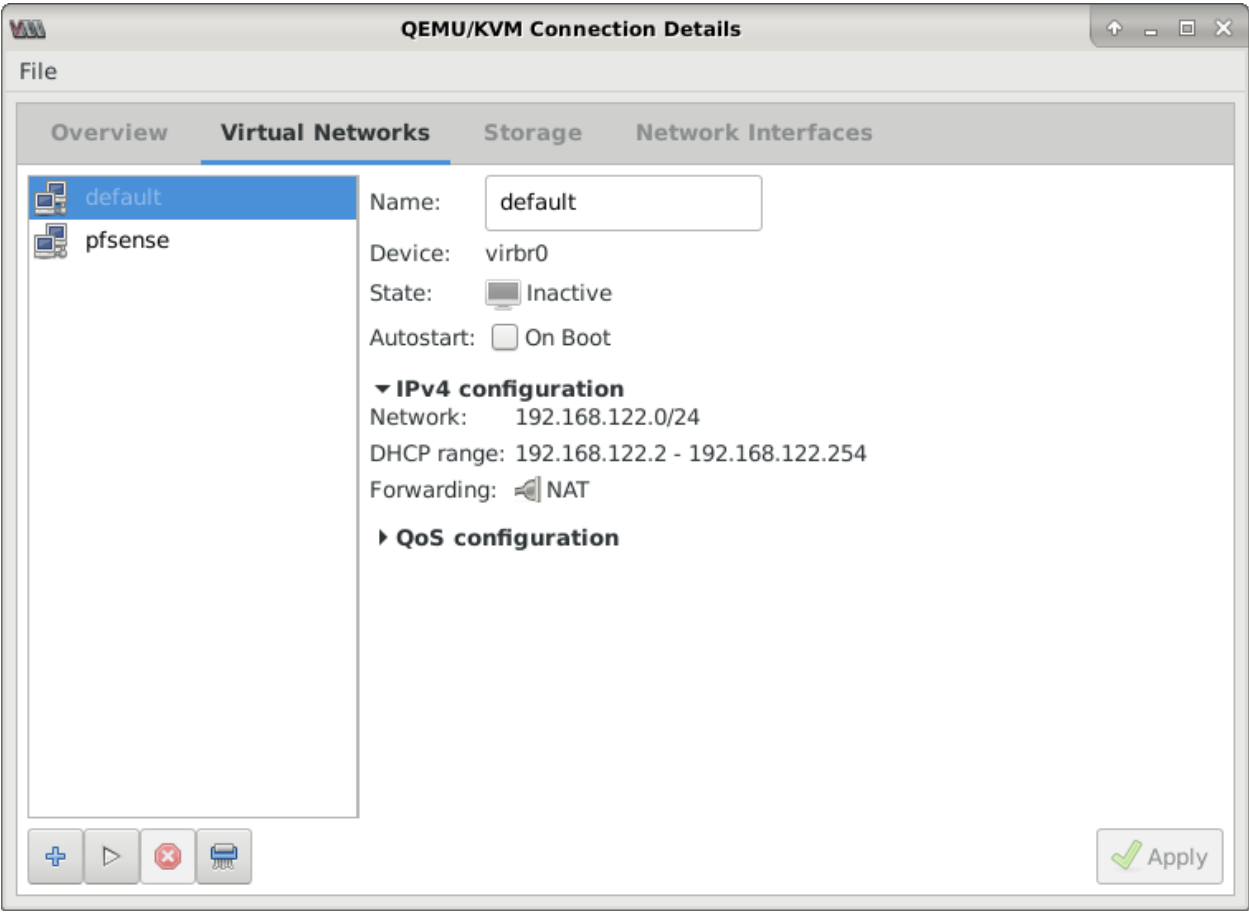 QEMU/KVM Connection Details
File
Overview Virtual Networks Storage Network Interfaces
default
pfsense
Name: default
Device: virbr0
State: Inactive
Autostart: On Boot
IPv4 configuration
Network: 192.168.122.0/24
DHCP range: 192.168.122.2 - 192.168.122.254
Forwarding: NAT
QoS configuration
Apply